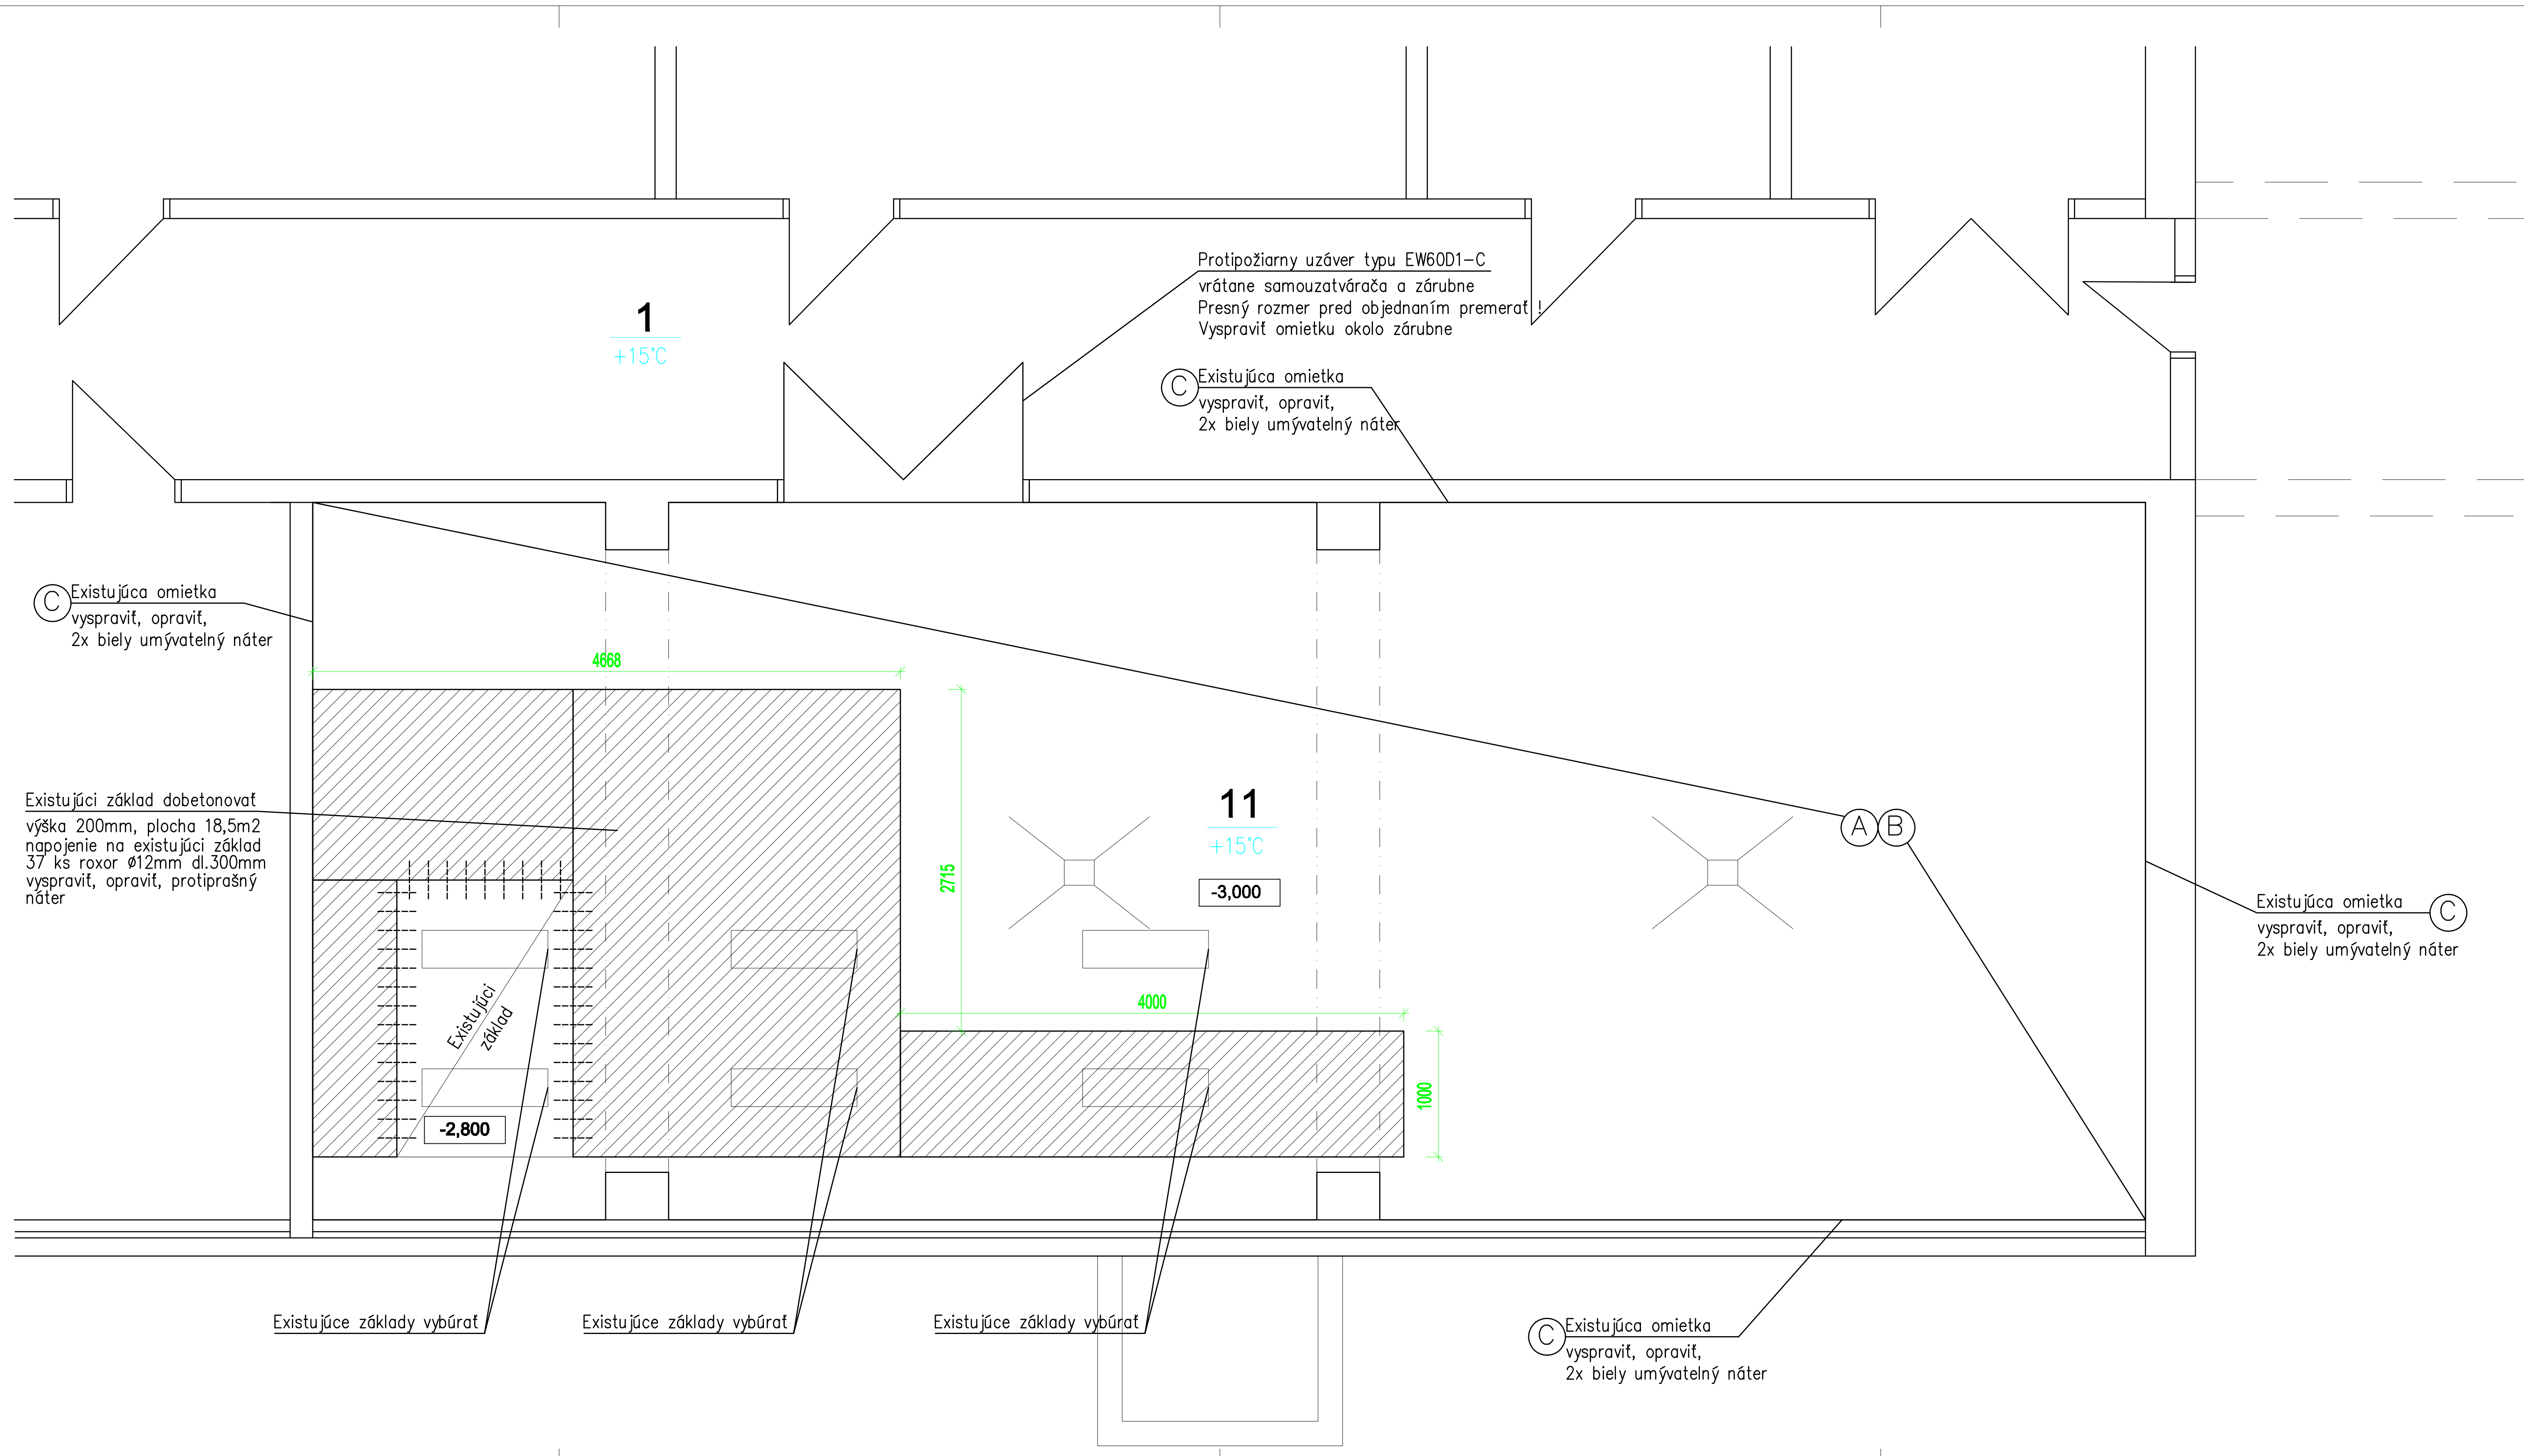 Protipožiarny uzáver typu EW60D1-C
vrátane samouzatvárača a zárubne
Presný rozmer pred objednaním premerať !
Vyspraviť omietku okolo zárubne
1
+15°C
C
Existujúca omietka
vyspraviť, opraviť,
2x biely umývatelný náter
C
Existujúca omietka
vyspraviť, opraviť,
2x biely umývatelný náter
4668
Existujúci základ dobetonovať
výška 200mm, plocha 18,5m2
napojenie na existujúci základ
37 ks roxor ø12mm dl.300mm
vyspraviť, opraviť, protiprašný
náter
2715
11
+15°C
-3,000
A
B
Existujúca omietka
vyspraviť, opraviť,
2x biely umývatelný náter
C
Existujúci
základ
4000
1000
-2,800
Existujúce základy vybúrať
Existujúce základy vybúrať
Existujúce základy vybúrať
C
Existujúca omietka
vyspraviť, opraviť,
2x biely umývatelný náter